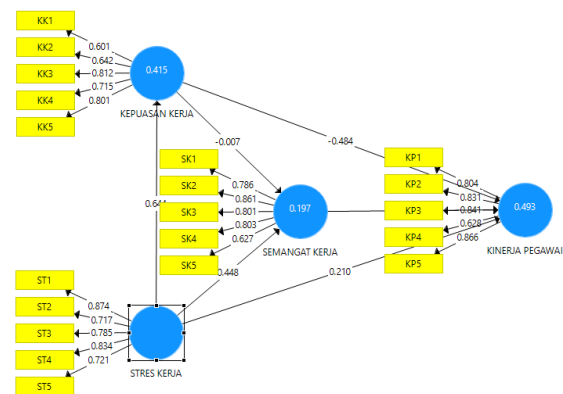 KK1
KK2
KK3
KK4
KK5
0.601
0.642
0.812
0.715
0.801
0.415
KEPUASAN KERJA
-0.007
-0.484
SK1
SK2
SK3
SK4
SK5
0.786
0.861
0.801
0.803
0.627
0.197
SEMANGAT KERJA
KP1
KP2
KP3
KP4
KP5
0.804
0.831
0.841
0.628
0.866
0.493
KINERJA PEGAWAI
0.448
0.210
ST1
ST2
ST3
ST4
ST5
0.874
0.717
0.785
0.834
0.721
STRES KERJA